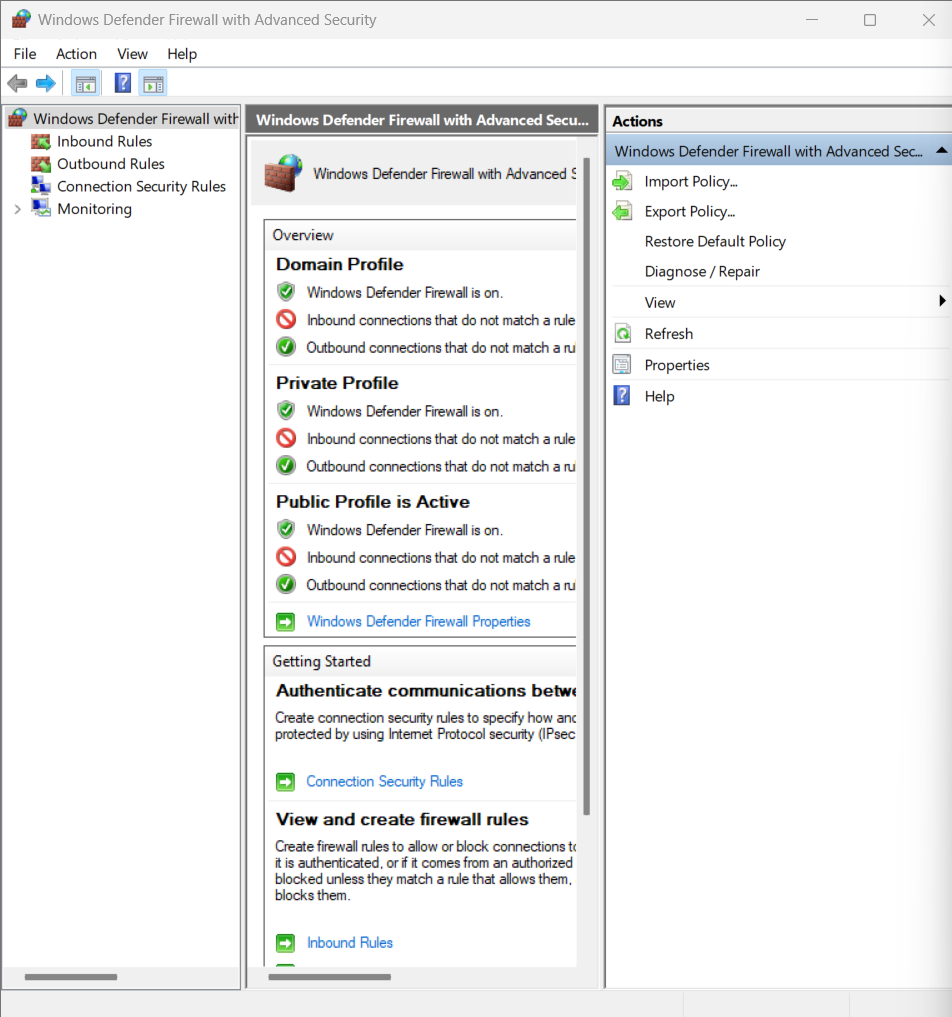 Windows Defender Firewall with Advanced Security
File Action View Help
Windows Defender Firewall with
Inbound Rules
Outbound Rules
Connection Security Rules
Monitoring
Windows Defender Firewall with Advanced Secu...
Windows Defender Firewall with Advanced S
Overview
Domain Profile
Windows Defender Firewall is on.
Inbound connections that do not match a rule
Outbound connections that do not match a ru
Private Profile
Windows Defender Firewall is on.
Inbound connections that do not match a rule
Outbound connections that do not match a ru
Public Profile is Active
Windows Defender Firewall is on.
Inbound connections that do not match a rule
Outbound connections that do not match a ru
Windows Defender Firewall Properties
Getting Started
Authenticate communications betwe
Create connection security rules to specify how and
protected by using Internet Protocol security (IPsec
Connection Security Rules
View and create firewall rules
Create firewall rules to allow or block connections to
it is authenticated, or if it comes from an authorized
blocked unless they match a rule that allows them,
blocks them.
Inbound Rules
Actions
Windows Defender Firewall with Advanced Sec...
Import Policy...
Export Policy...
Restore Default Policy
Diagnose / Repair
View
Refresh
Properties
Help